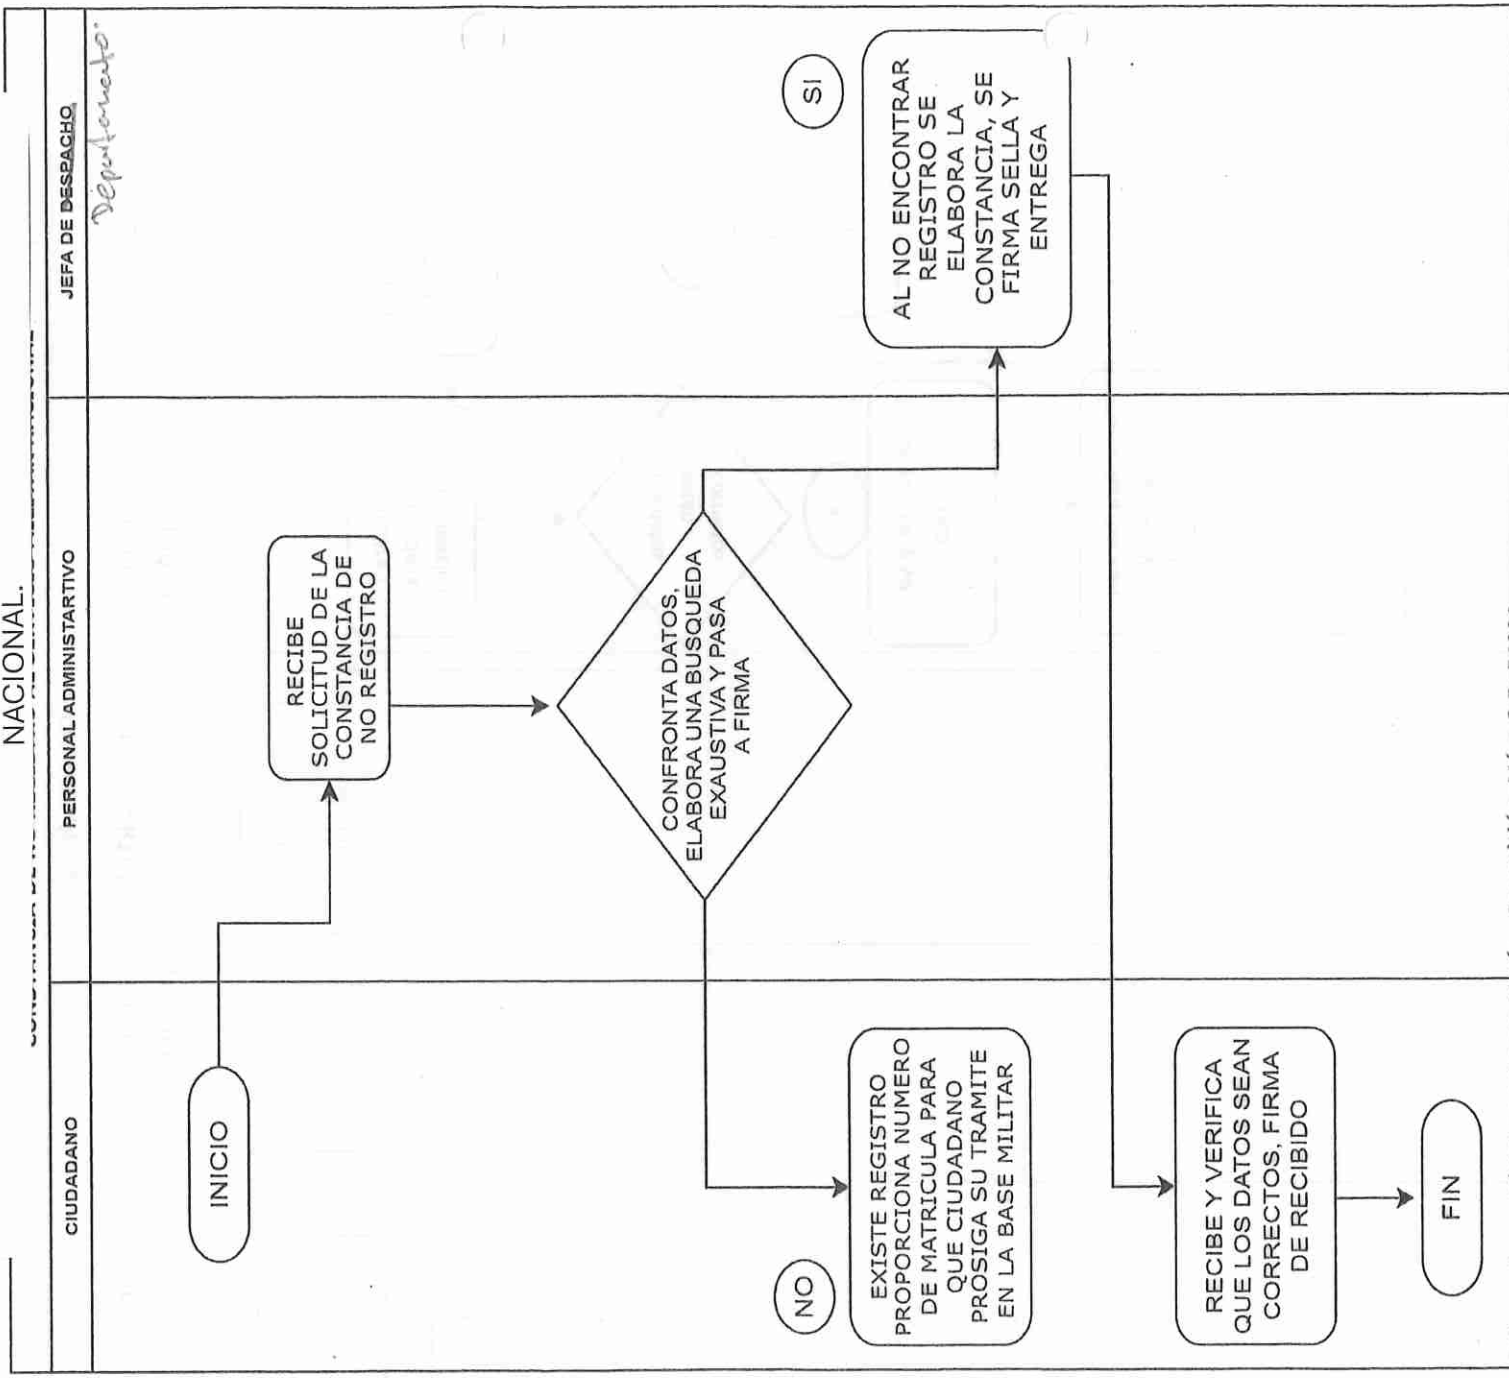 NACIONAL.
CIUDADANO
PERSONAL ADMINISTARTIVO
JEFA DE DESPACHO
Departamento.
INICIO
RECIBE
SOLICITUD DE LA
CONSTANCIA DE
NO REGISTRO
CONFRONTA DATOS,
ELABORA UNA BUSQUEDA
EXAUSTIVA Y PASA
A FIRMA
NO
EXISTE REGISTRO
PROPORCIONA NUMERO
DE MATRICULA PARA
QUE CIUDADANO
PROSIGA SU TRAMITE
EN LA BASE MILITAR
SI
AL NO ENCONTRAR
REGISTRO SE
ELABORA LA
CONSTANCIA, SE
FIRMA SELLA Y
ENTREGA
RECIBE Y VERIFICA
QUE LOS DATOS SEAN
CORRECTOS, FIRMA
DE RECIBIDO
FIN